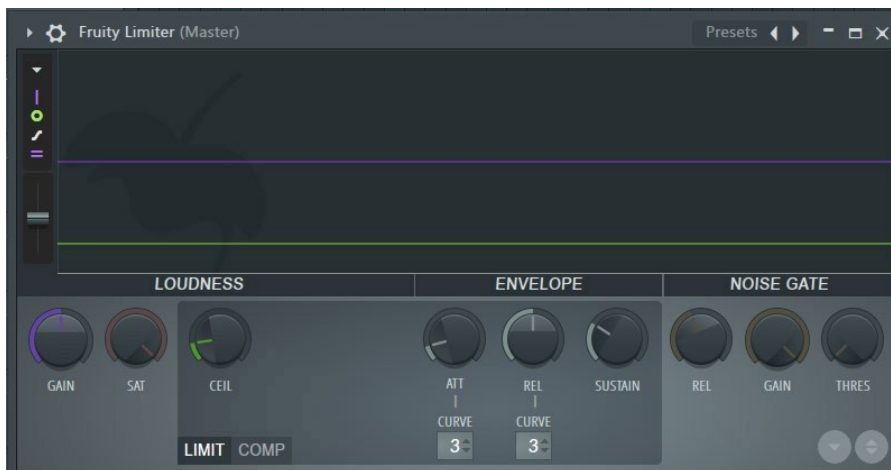 Fruity Limiter (Master) Presets
LOUDNESS ENVELOPE NOISE GATE
GAIN SAT CEIL ATT REL SUSTAIN REL GAIN THRES
CURVE CURVE
3 3
LIMIT COMP